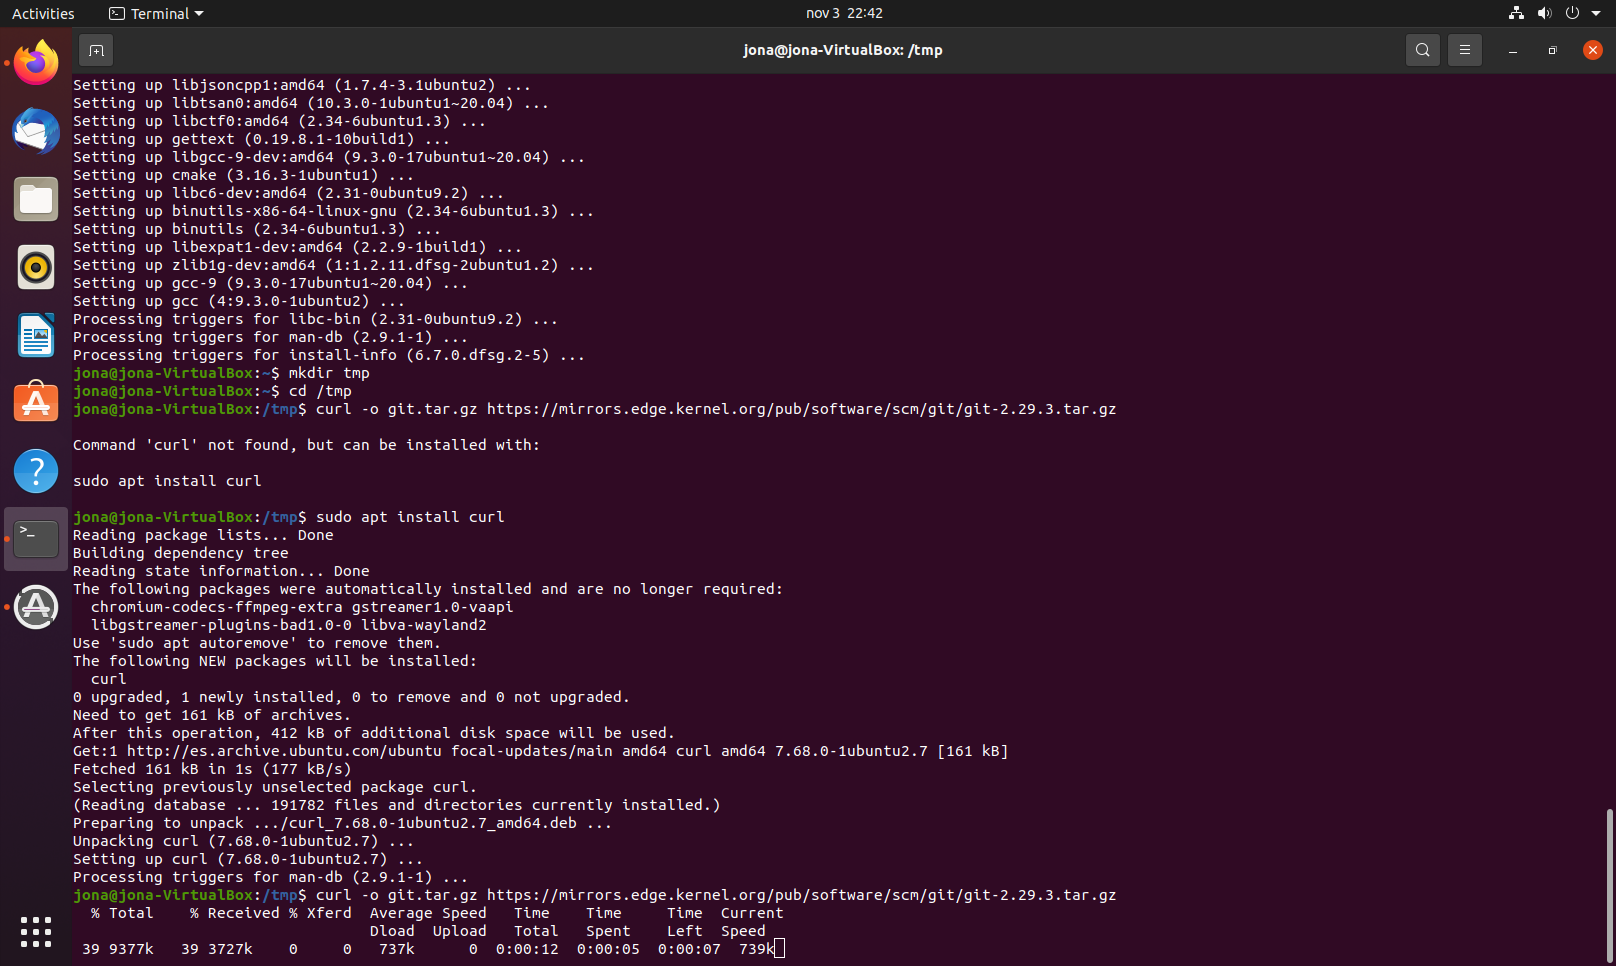 Activities
Terminal
nov 3 22:42
jona@jona-VirtualBox: /tmp
Setting up libjsoncpp1:amd64 (1.7.4-3.1ubuntu2) ...
Setting up libtsan0:amd64 (10.3.0-1ubuntu1~20.04) ...
Setting up libctf0:amd64 (2.34-6ubuntu1.3) ...
Setting up gettext (0.19.8.1-10build1) ...
Setting up libgcc-9-dev:amd64 (9.3.0-17ubuntu1~20.04) ...
Setting up cmake (3.16.3-1ubuntu1) ...
Setting up libc6-dev:amd64 (2.31-0ubuntu9.2) ...
Setting up binutils-x86-64-linux-gnu (2.34-6ubuntu1.3) ...
Setting up binutils (2.34-6ubuntu1.3) ...
Setting up libexpat1-dev:amd64 (2.2.9-1build1) ...
Setting up zlib1g-dev:amd64 (1:1.2.11.dfsg-2ubuntu1.2) ...
Setting up gcc-9 (9.3.0-17ubuntu1~20.04) ...
Setting up gcc (4:9.3.0-1ubuntu2) ...
Processing triggers for libc-bin (2.31-0ubuntu9.2) ...
Processing triggers for man-db (2.9.1-1) ...
Processing triggers for install-info (6.7.0.dfsg.2-5) ...
jona@jona-VirtualBox:~$ mkdir tmp
jona@jona-VirtualBox:~$ cd /tmp
jona@jona-VirtualBox:/tmp$ curl -o git.tar.gz https://mirrors.edge.kernel.org/pub/software/scm/git/git-2.29.3.tar.gz
Command 'curl' not found, but can be installed with:
sudo apt install curl
jona@jona-VirtualBox:/tmp$ sudo apt install curl
Reading package lists... Done
Building dependency tree
Reading state information... Done
The following packages were automatically installed and are no longer required:
chromium-codecs-ffmpeg-extra gstreamer1.0-vaapi
libgstreamer-plugins-bad1.0-0 libva-wayland2
Use 'sudo apt autoremove' to remove them.
The following NEW packages will be installed:
curl
0 upgraded, 1 newly installed, 0 to remove and 0 not upgraded.
Need to get 161 kB of archives.
After this operation, 412 kB of additional disk space will be used.
Get:1 http://es.archive.ubuntu.com/ubuntu focal-updates/main amd64 curl amd64 7.68.0-1ubuntu2.7 [161 kB]
Fetched 161 kB in 1s (177 kB/s)
Selecting previously unselected package curl.
(Reading database ... 191782 files and directories currently installed.)
Preparing to unpack .../curl_7.68.0-1ubuntu2.7_amd64.deb ...
Unpacking curl (7.68.0-1ubuntu2.7) ...
Setting up curl (7.68.0-1ubuntu2.7) ...
Processing triggers for man-db (2.9.1-1) ...
jona@jona-VirtualBox:/tmp$ curl -o git.tar.gz https://mirrors.edge.kernel.org/pub/software/scm/git/git-2.29.3.tar.gz
% Total % Received % Xferd Average Speed Time Time Time Current
Dload Upload Total Spent Left Speed
39 9377k 39 3727k 0 0 737k 0 0:00:12 0:00:05 0:00:07 739k